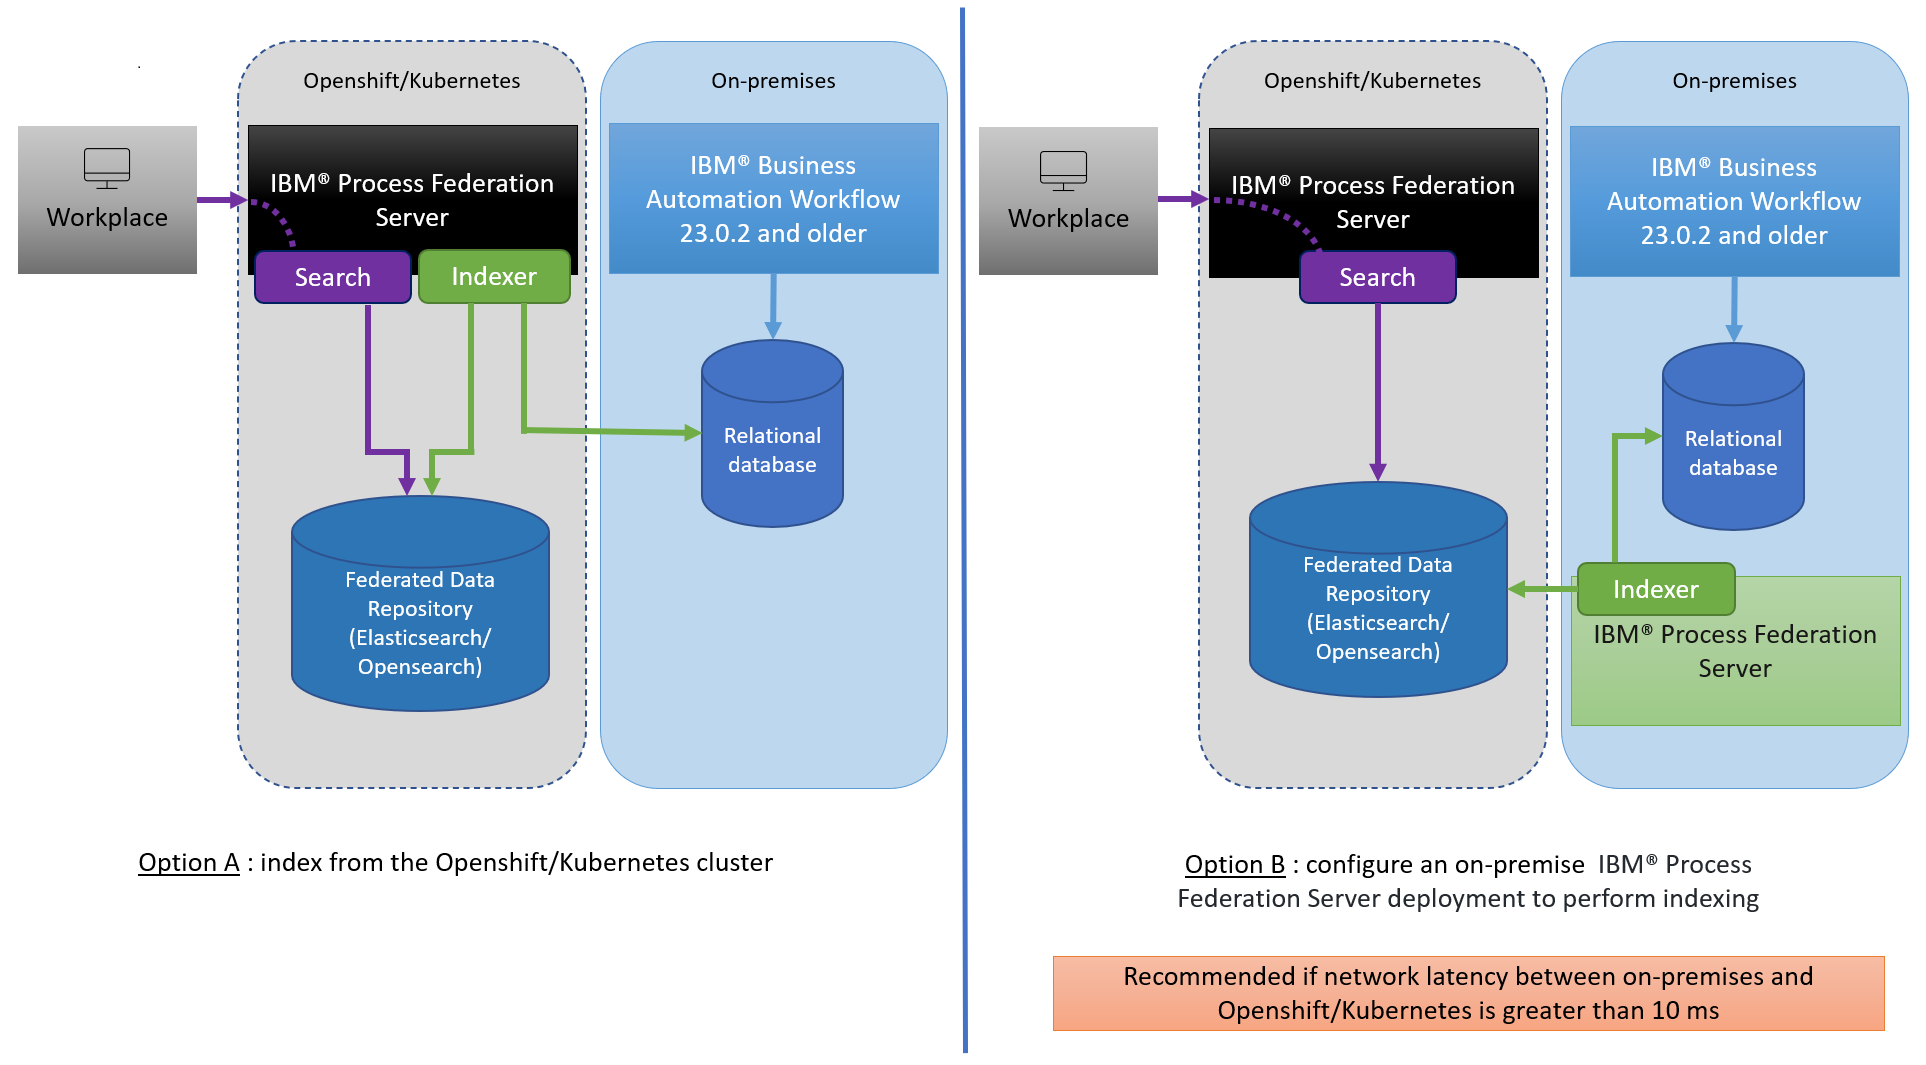 Openshift/Kubernetes
On-premises
Workplace
IBM® Process Federation
Server
Search
Indexer
IBM® Business
Automation Workflow
23.0.2 and older
Relational
database
Federated Data
Repository
(Elasticsearch/
Opensearch)
Option A : index from the Openshift/Kubernetes cluster
Openshift/Kubernetes
On-premises
Workplace
IBM® Process Federation
Server
Search
IBM® Business
Automation Workflow
23.0.2 and older
Relational
database
Federated Data
Repository
(Elasticsearch/
Opensearch)
Indexer
IBM® Process Federation
Server
Option B : configure an on-premise IBM® Process
Federation Server deployment to perform indexing
Recommended if network latency between on-premises and
Openshift/Kubernetes is greater than 10 ms